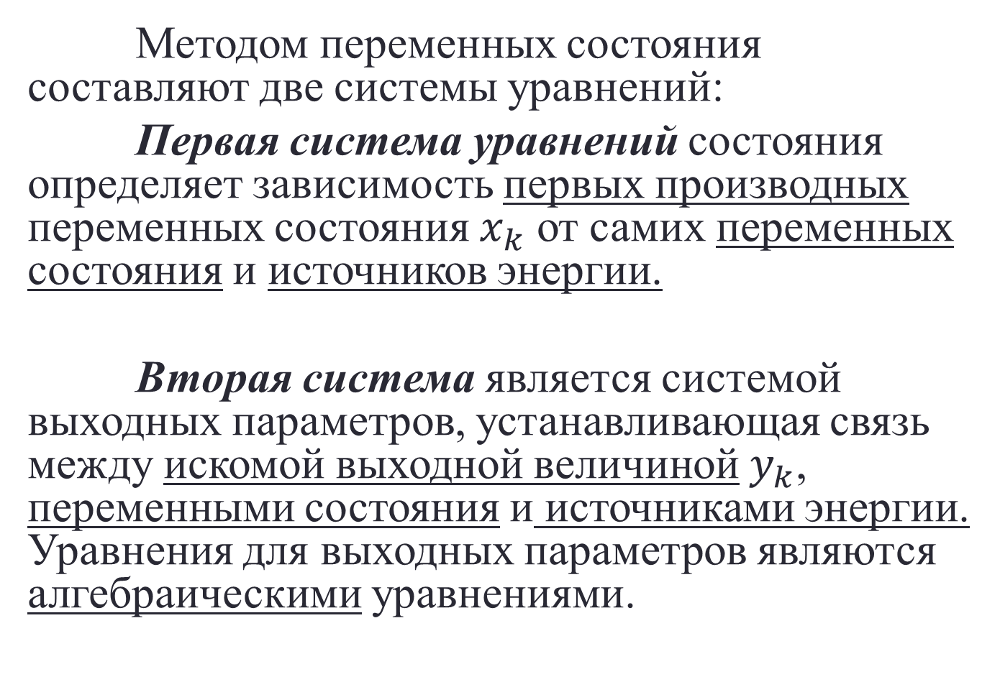 Методом переменных состояния
составляют две системы уравнений:
Первая система уравнений состояния
определяет зависимость первых производных
переменных состояния x_k от самих переменных
состояния и источников энергии.
Вторая система является системой
выходных параметров, устанавливающая связь
между искомой выходной величиной y_k,
переменными состояния и источниками энергии.
Уравнения для выходных параметров являются
алгебраическими уравнениями.